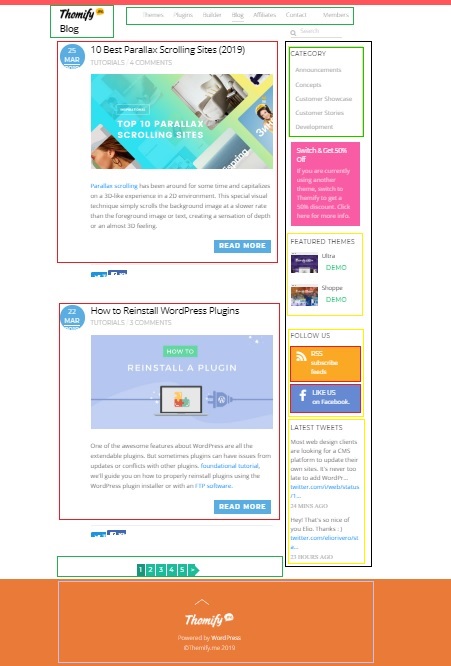 Themify
Themes Plugins Builder Blog Affiliates Contact Members
Blog
Search
25
MAR
10 Best Parallax Scrolling Sites (2019)
TUTORIALS 4 COMMENTS
TOP 10 PARALLAX
SCROLLING SITES
Parallax scrolling has been around for some time and capitalizes
on a 3D-like experience in a 2D environment. This special visual
technique simply scrolls the background image at a slower rate
than the foreground image or text, creating a sensation of depth
or an almost 3D feeling.
READ MORE
22
MAR
How to Reinstall WordPress Plugins
TUTORIALS 3 COMMENTS
HOW TO
REINSTALL A PLUGIN
One of the awesome features about WordPress are all the
extendable plugins. But sometimes plugins can have issues from
updates or conflicts with other plugins. foundational tutorial,
we'll guide you on how to properly reinstall plugins using the
WordPress plugin installer or with an FTP software.
READ MORE
1 2 3 4 5 »
CATEGORY
Announcements
Concepts
Customer Showcase
Customer Stories
Development
Switch & Get 50%
Off
If you are currently
using another
theme, switch to
Themify to get a
50% discount. Click
here for more info.
FEATURED THEMES
Ultra
DEMO
Shoppe
DEMO
FOLLOW US
RSS
subscribe
feeds
LIKE US
on Facebook.
LATEST TWEETS
Most web design clients
are looking for a CMS
platform to update their
own sites. It's never too
late to add WordPr...
twitter.com/i/web/status
/1...
24 MINS AGO
Hey! That's so nice of
you Elio. Thanks : )
twitter.com/eliorivero/st
a...
22 HOURS AGO
Themify
Powered by WordPress
©Themify.me 2019